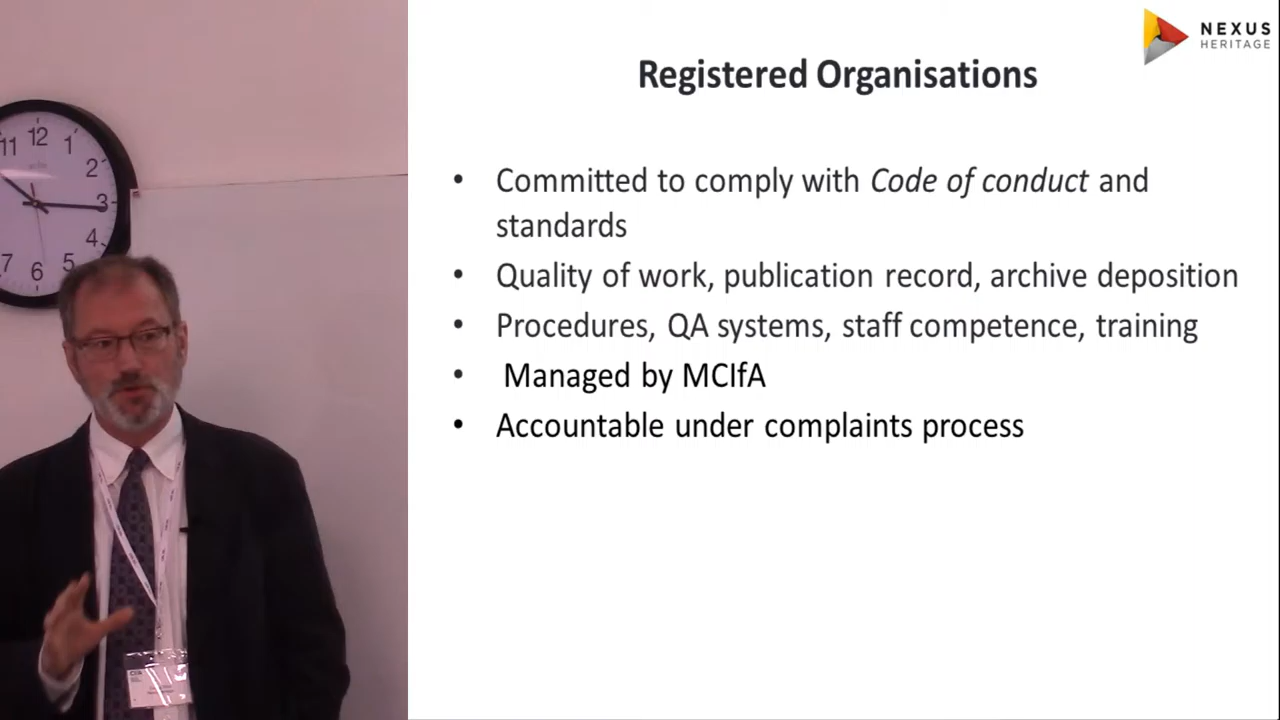 NEXUS
HERITAGE
Registered Organisations
• Committed to comply with Code of conduct and
standards
• Quality of work, publication record, archive deposition
• Procedures, QA systems, staff competence, training
• Managed by MCIfA
• Accountable under complaints process
11 12 1
2
3
4
7 6 5